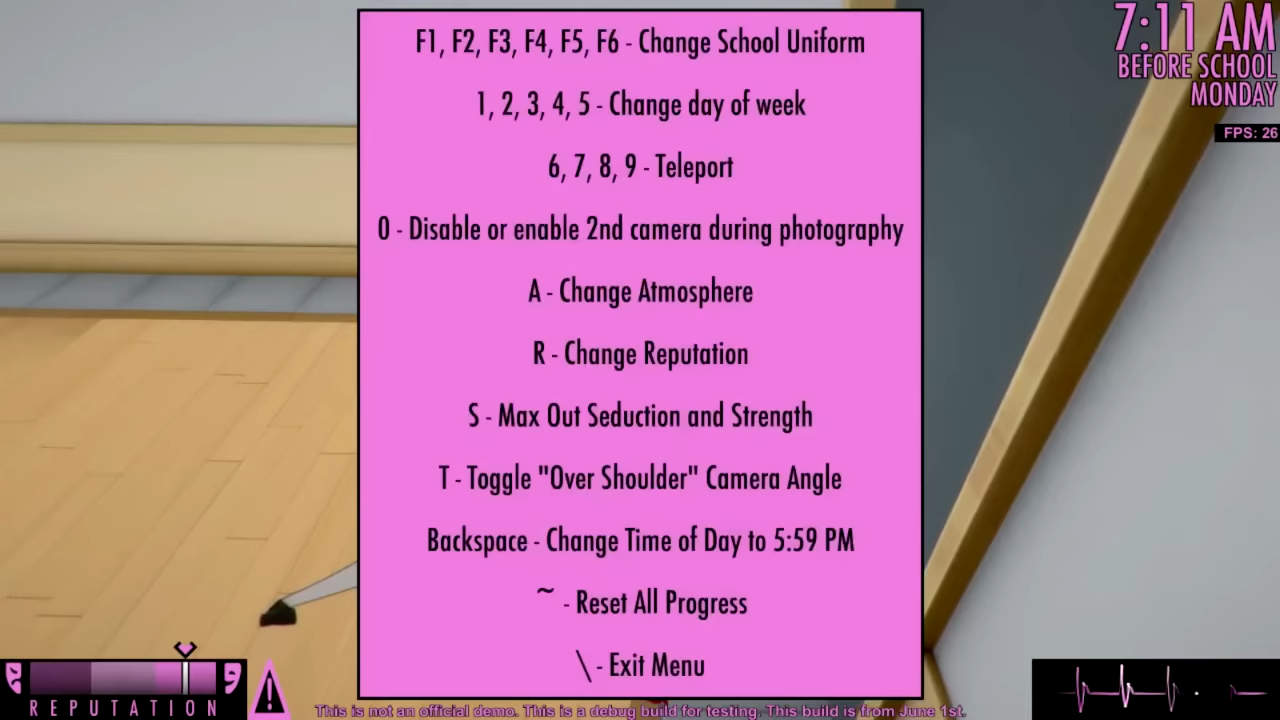 F1, F2, F3, F4, F5, F6 - Change School Uniform
1, 2, 3, 4, 5 - Change day of week
6, 7, 8, 9 - Teleport
0 - Disable or enable 2nd camera during photography
A - Change Atmosphere
R - Change Reputation
S - Max Out Seduction and Strength
T - Toggle "Over Shoulder" Camera Angle
Backspace - Change Time of Day to 5:59 PM
~ - Reset All Progress
\ - Exit Menu
7:11 AM
BEFORE SCHOOL
MONDAY
FPS: 26
REPUTATION
!
This is not an official demo. This is a debug build for testing. This build is from June 1st.